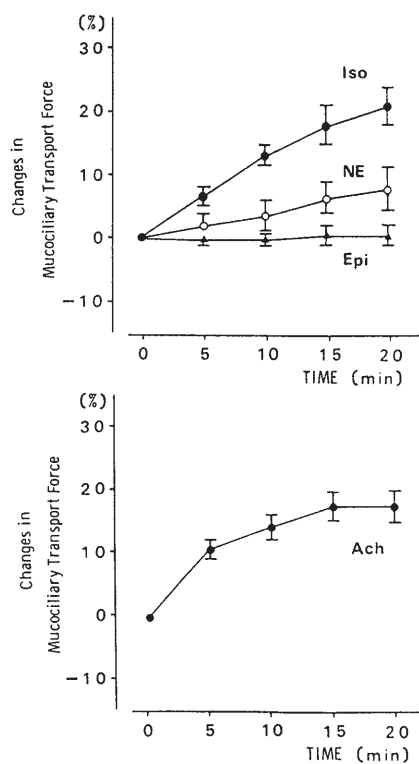 (%)
30
20
10
0
-10
Changes in
Mucociliary Transport Force
Iso
NE
Epi
0 5 10 15 20
TIME (min)
(%)
30
20
10
0
-10
Changes in
Mucociliary Transport Force
Ach
0 5 10 15 20
TIME (min)